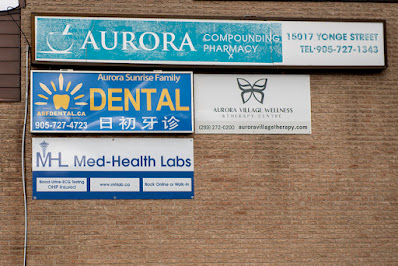 AURORA
COMPOUNDING
PHARMACY
15017 YONGE STREET
TEL·905-727-1343
Aurora Sunrise Family
DENTAL
ASFDENTAL.CA
905-727-4723
日初牙诊
AURORA VILLAGE WELLNESS
& THERAPY CENTRE
(289) 272-0200
auroravillagetherapy.com
MHL Med-Health Labs
Blood·Urine·ECG Testing
OHIP Insured
www.mhlab.ca
Book Online or Walk-in